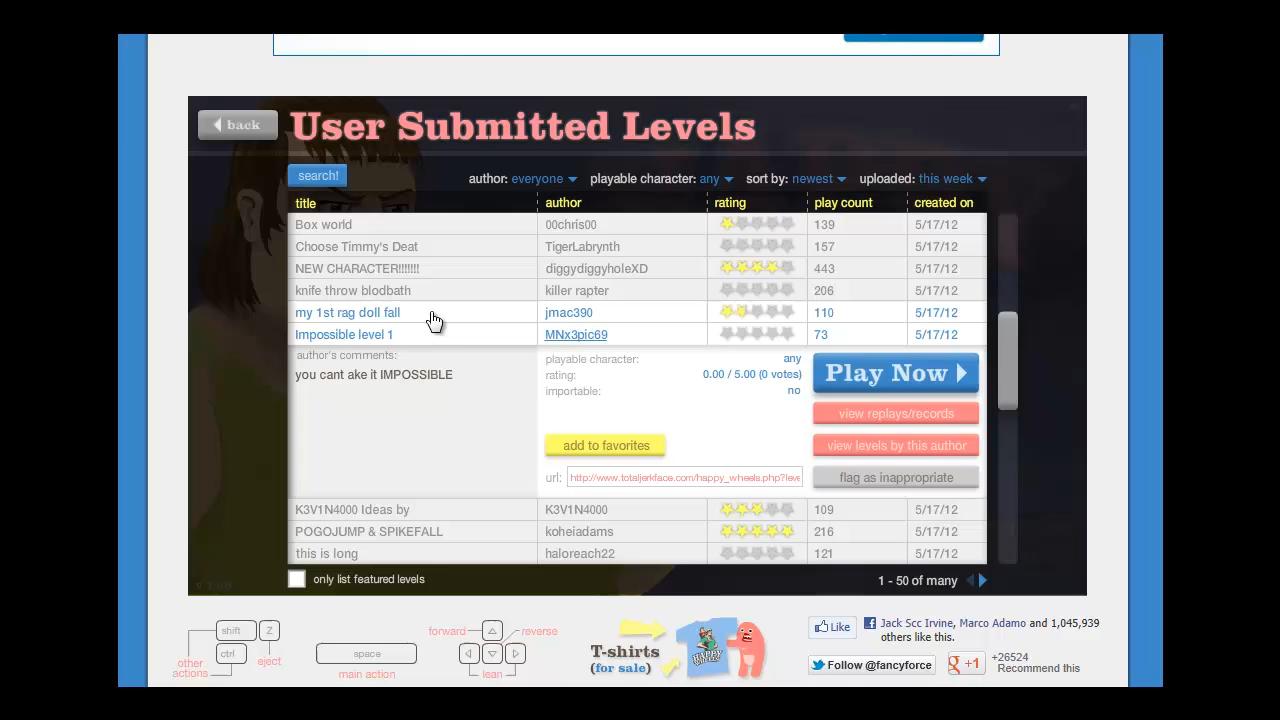 back
User Submitted Levels
search!
author: everyone
playable character: any
sort by: newest
uploaded: this week
title author rating play count created on
Box world 00chris00 139 5/17/12
Choose Timmy's Deat TigerLabrynth 157 5/17/12
NEW CHARACTER!!!!!!! diggydiggyholeXD 443 5/17/12
knife throw blodbath killer rapter 206 5/17/12
my 1st rag doll fall jmac390 110 5/17/12
Impossible level 1 MNx3pic69 73 5/17/12
author's comments:
you cant ake it IMPOSSIBLE
playable character: any
rating: 0.00 / 5.00 (0 votes)
importable: no
add to favorites
url: http://www.totaljerkface.com/happy_wheels.php?leve
Play Now
view replays/records
view levels by this author
flag as inappropriate
K3V1N4000 Ideas by K3V1N4000 109 5/17/12
POGOJUMP & SPIKEFALL koheiadams 216 5/17/12
this is long haloreach22 121 5/17/12
only list featured levels
1 - 50 of many
shift Z
ctrl
other
actions
eject
space
main action
forward
reverse
lean
T-shirts
(for sale)
HAPPY
Like
Jack Scc Irvine, Marco Adamo and 1,045,939
others like this.
Follow @fancyforce
g +1
+26524
Recommend this